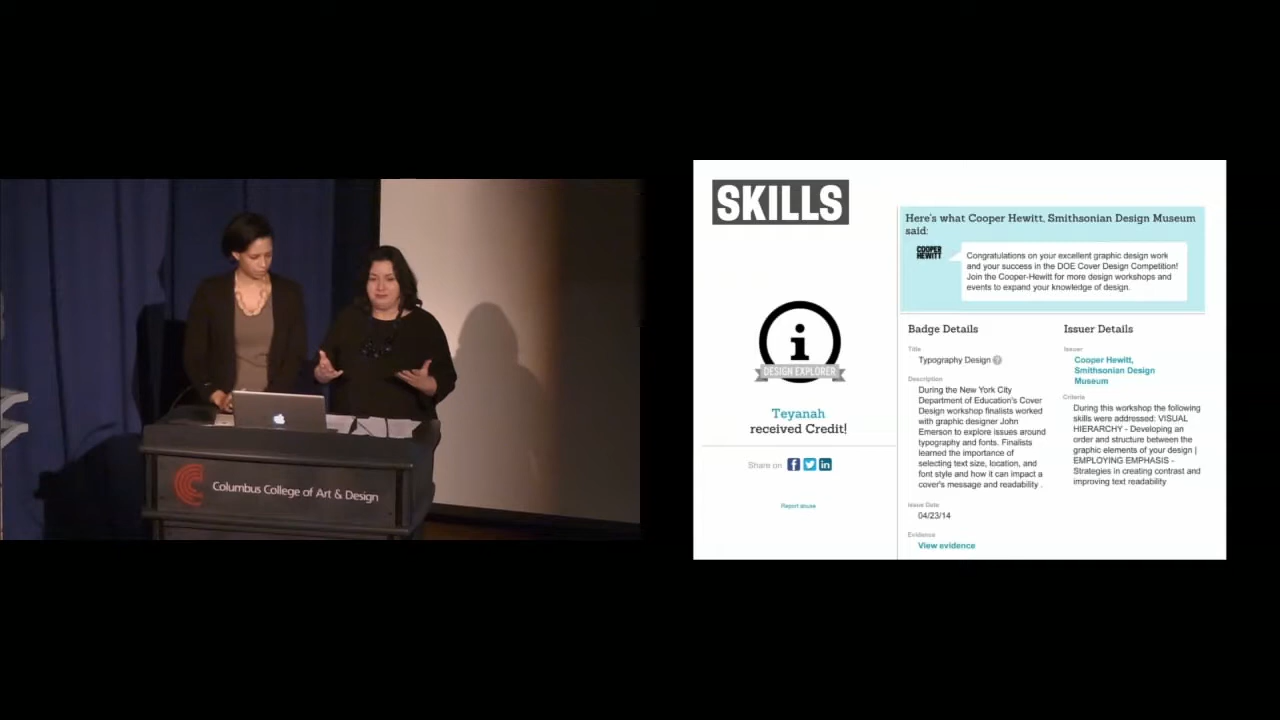 Columbus College of Art & Design
SKILLS
DESIGN EXPLORER
Teyanah
received Credit!
Share on
Report abuse
Here's what Cooper Hewitt, Smithsonian Design Museum
said:
COOPER
HEWITT
Congratulations on your excellent graphic design work
and your success in the DOE Cover Design Competition!
Join the Cooper-Hewitt for more design workshops and
events to expand your knowledge of design.
Badge Details
Title
Typography Design
Description
During the New York City
Department of Education's Cover
Design workshop finalists worked
with graphic designer John
Emerson to explore issues around
typography and fonts. Finalists
learned the importance of
selecting text size, location, and
font style and how it can impact a
cover's message and readability .
Issue Date
04/23/14
Evidence
View evidence
Issuer Details
Issuer
Cooper Hewitt,
Smithsonian Design
Museum
Criteria
During this workshop the following
skills were addressed: VISUAL
HIERARCHY - Developing an
order and structure between the
graphic elements of your design |
EMPLOYING EMPHASIS -
Strategies in creating contrast and
improving text readability